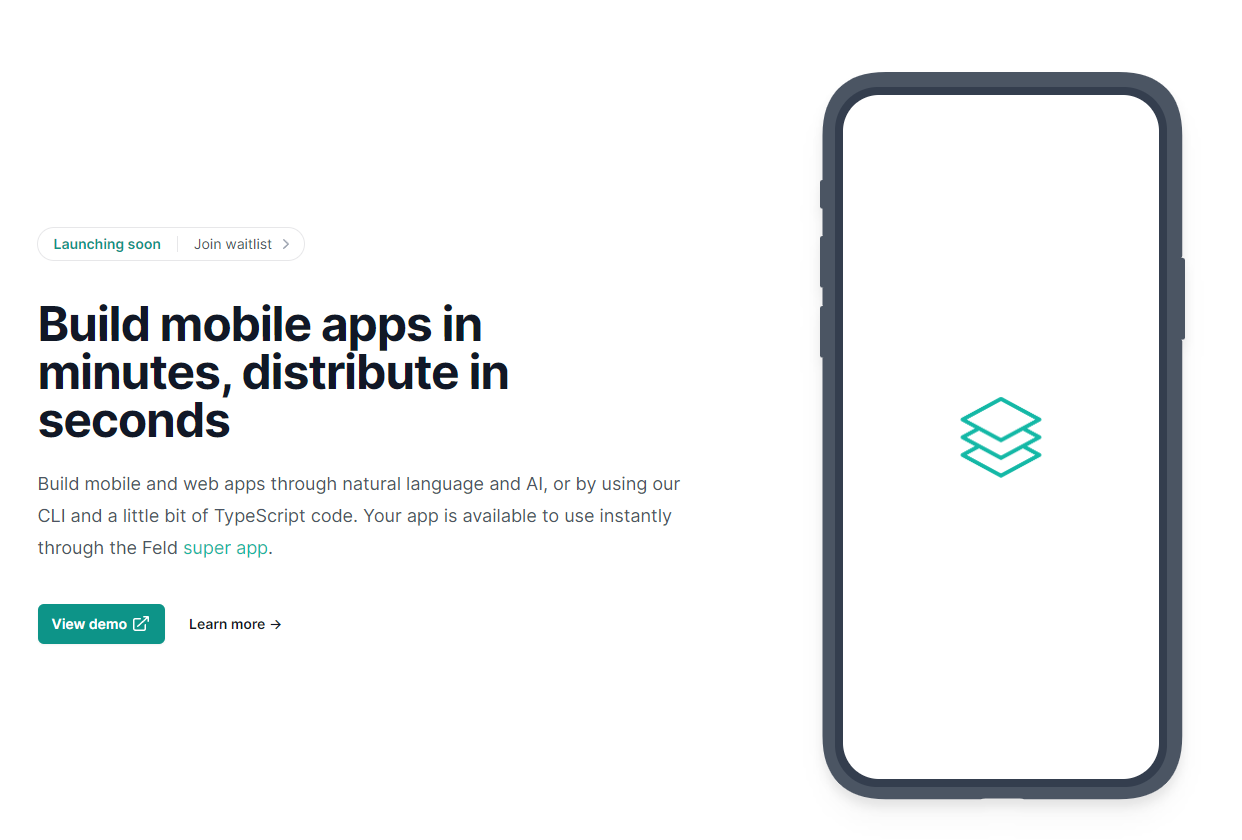 Launching soon Join waitlist
Build mobile apps in
minutes, distribute in
seconds
Build mobile and web apps through natural language and AI, or by using our
CLI and a little bit of TypeScript code. Your app is available to use instantly
through the Feld super app.
View demo Learn more →